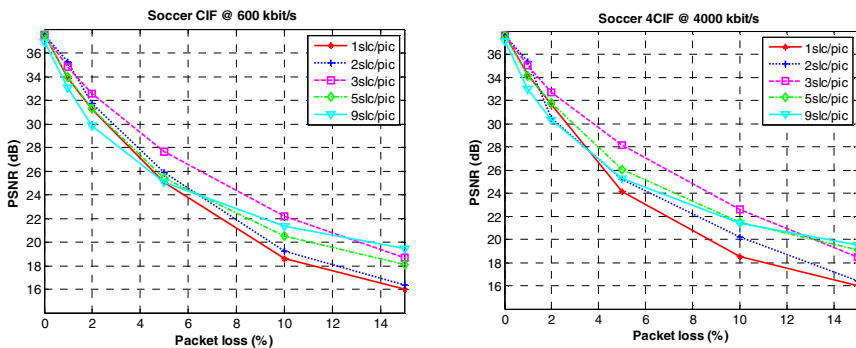 Soccer CIF @ 600 kbit/s
36
34
32
30
28
26
24
22
20
18
16
PSNR (dB)
0
2
4
6
8
10
12
14
Packet loss (%)
1slc/pic
2slc/pic
3slc/pic
5slc/pic
9slc/pic
Soccer 4CIF @ 4000 kbit/s
36
34
32
30
28
26
24
22
20
18
16
PSNR (dB)
0
2
4
6
8
10
12
14
Packet loss (%)
1slc/pic
2slc/pic
3slc/pic
5slc/pic
9slc/pic